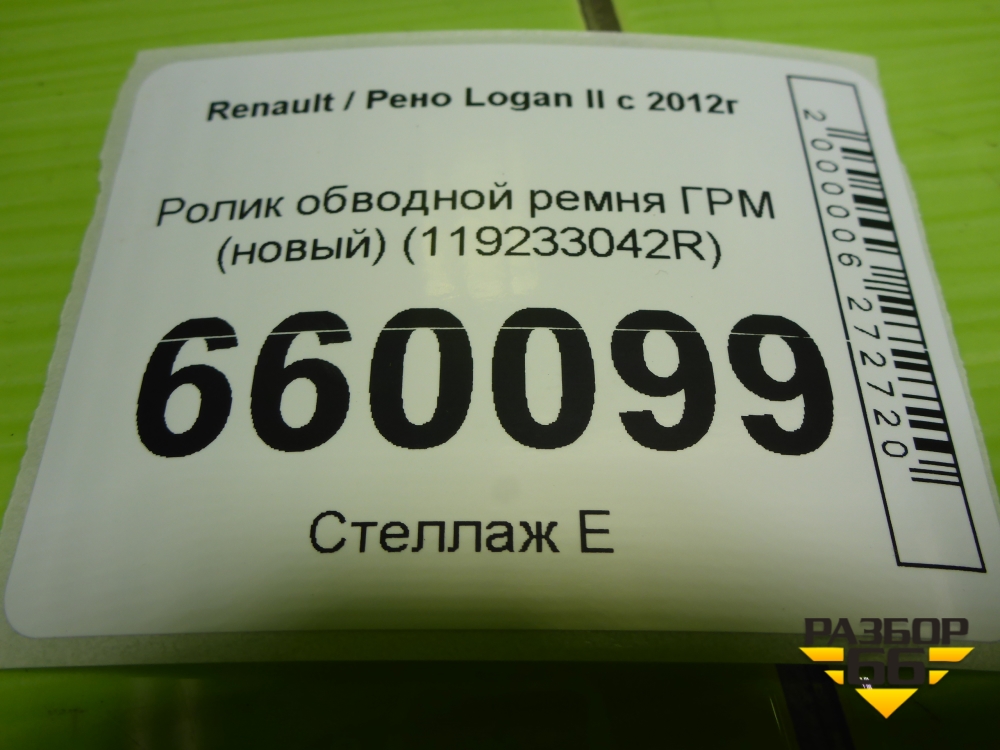 Renault / Рено Logan II с 2012г
Ролик обводной ремня ГРМ
(новый) (119233042R)
660099
Стеллаж Е
2000006272720
РАЗБОР
66